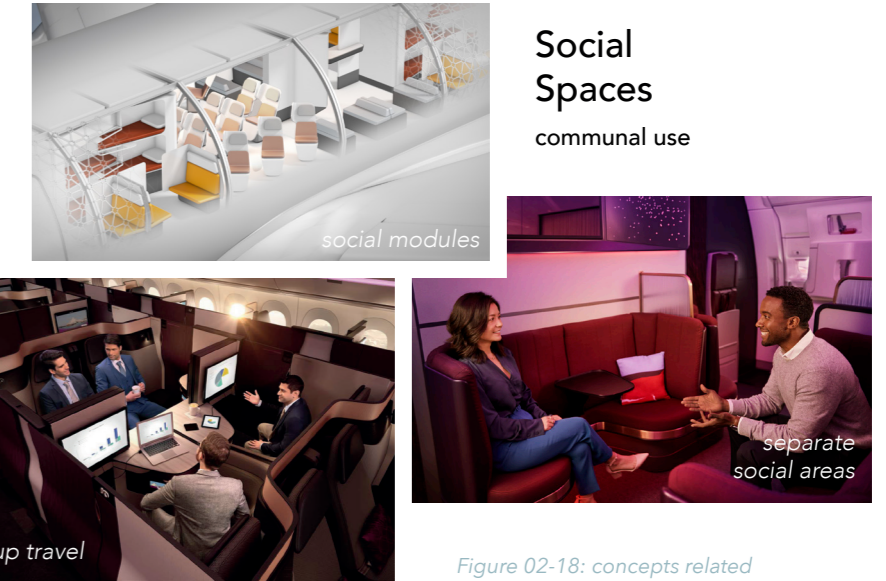 Social
Spaces
communal use
social modules
separate
social areas
up travel
Figure 02-18: concepts related